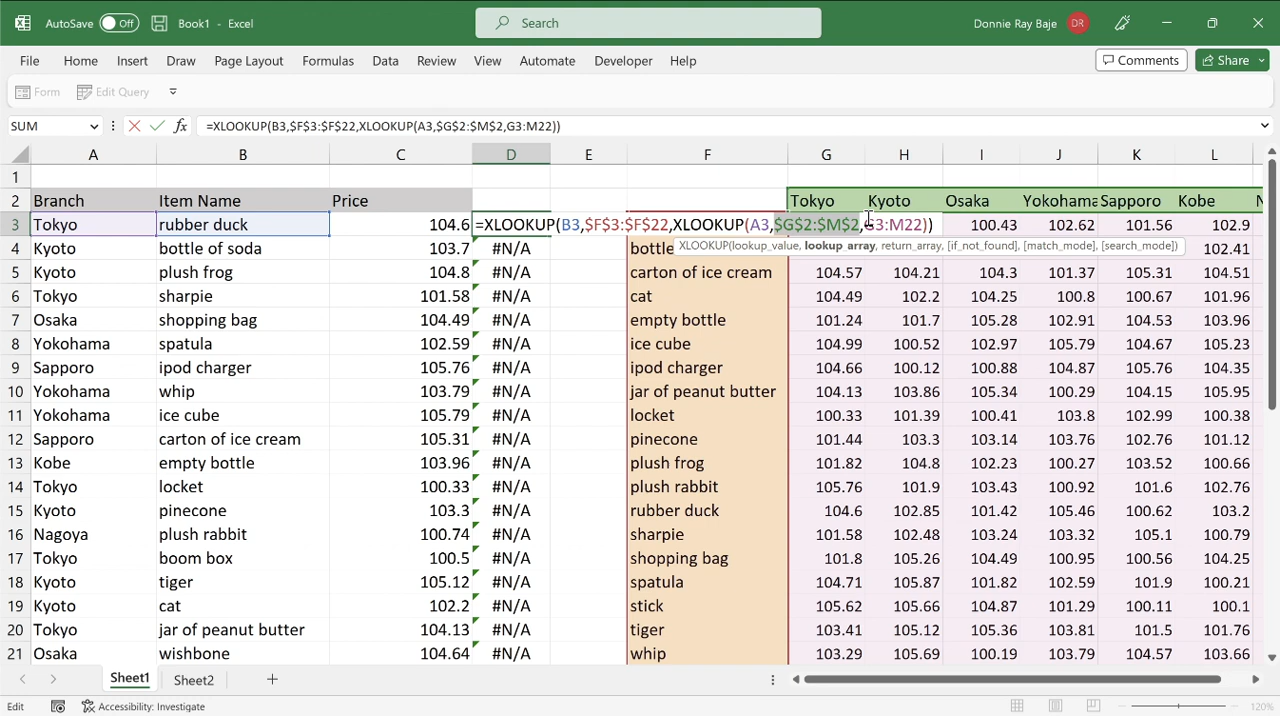 AutoSave Off Book1 - Excel Search Donnie Ray Baje DR
File Home Insert Draw Page Layout Formulas Data Review View Automate Developer Help Comments Share
Form Edit Query
SUM fx =XLOOKUP(B3,$F$3:$F$22,XLOOKUP(A3,$G$2:$M$2,G3:M22))
A B C D E F G H I J K L
1
2 Branch Item Name Price Tokyo Kyoto Osaka Yokohama Sapporo Kobe
3 Tokyo rubber duck 104.6 =XLOOKUP(B3,$F$3:$F$22,XLOOKUP(A3,$G$2:$M$2,G3:M22)) 100.43 102.62 101.56 102.9
XLOOKUP(lookup_value, lookup_array, return_array, [if_not_found], [match_mode], [search_mode])
4 Kyoto bottle of soda 103.7 #N/A bottle 102.41
5 Kyoto plush frog 104.8 #N/A carton of ice cream 104.57 104.21 104.3 101.37 105.31 104.51
6 Tokyo sharpie 101.58 #N/A cat 104.49 102.2 104.25 100.8 100.67 101.96
7 Osaka shopping bag 104.49 #N/A empty bottle 101.24 101.7 105.28 102.91 104.53 103.96
8 Yokohama spatula 102.59 #N/A ice cube 104.99 100.52 102.97 105.79 104.67 105.23
9 Sapporo ipod charger 105.76 #N/A ipod charger 104.66 100.12 100.88 104.87 105.76 104.35
10 Yokohama whip 103.79 #N/A jar of peanut butter 104.13 103.86 105.34 100.29 104.15 105.95
11 Yokohama ice cube 105.79 #N/A locket 100.33 101.39 100.41 103.8 102.99 100.38
12 Sapporo carton of ice cream 105.31 #N/A pinecone 101.44 103.3 103.14 103.76 102.76 101.12
13 Kobe empty bottle 103.96 #N/A plush frog 101.82 104.8 102.23 100.27 103.52 100.66
14 Tokyo locket 100.33 #N/A plush rabbit 105.76 101.9 103.43 100.92 101.6 102.76
15 Kyoto pinecone 103.3 #N/A rubber duck 104.6 102.85 101.42 105.46 100.62 103.2
16 Nagoya plush rabbit 100.74 #N/A sharpie 101.58 102.48 103.24 103.32 105.1 100.79
17 Tokyo boom box 100.5 #N/A shopping bag 101.8 105.26 104.49 100.95 100.56 104.25
18 Kyoto tiger 105.12 #N/A spatula 104.71 105.87 101.82 102.59 101.9 100.21
19 Kyoto cat 102.2 #N/A stick 105.62 105.66 104.87 101.29 100.11 100.1
20 Tokyo jar of peanut butter 104.13 #N/A tiger 103.41 105.12 105.36 103.81 101.5 101.76
21 Osaka wishbone 104.64 #N/A whip 103.29 105.69 100.19 103.79 104.57 103.66
Sheet1 Sheet2
Edit Accessibility: Investigate 120%